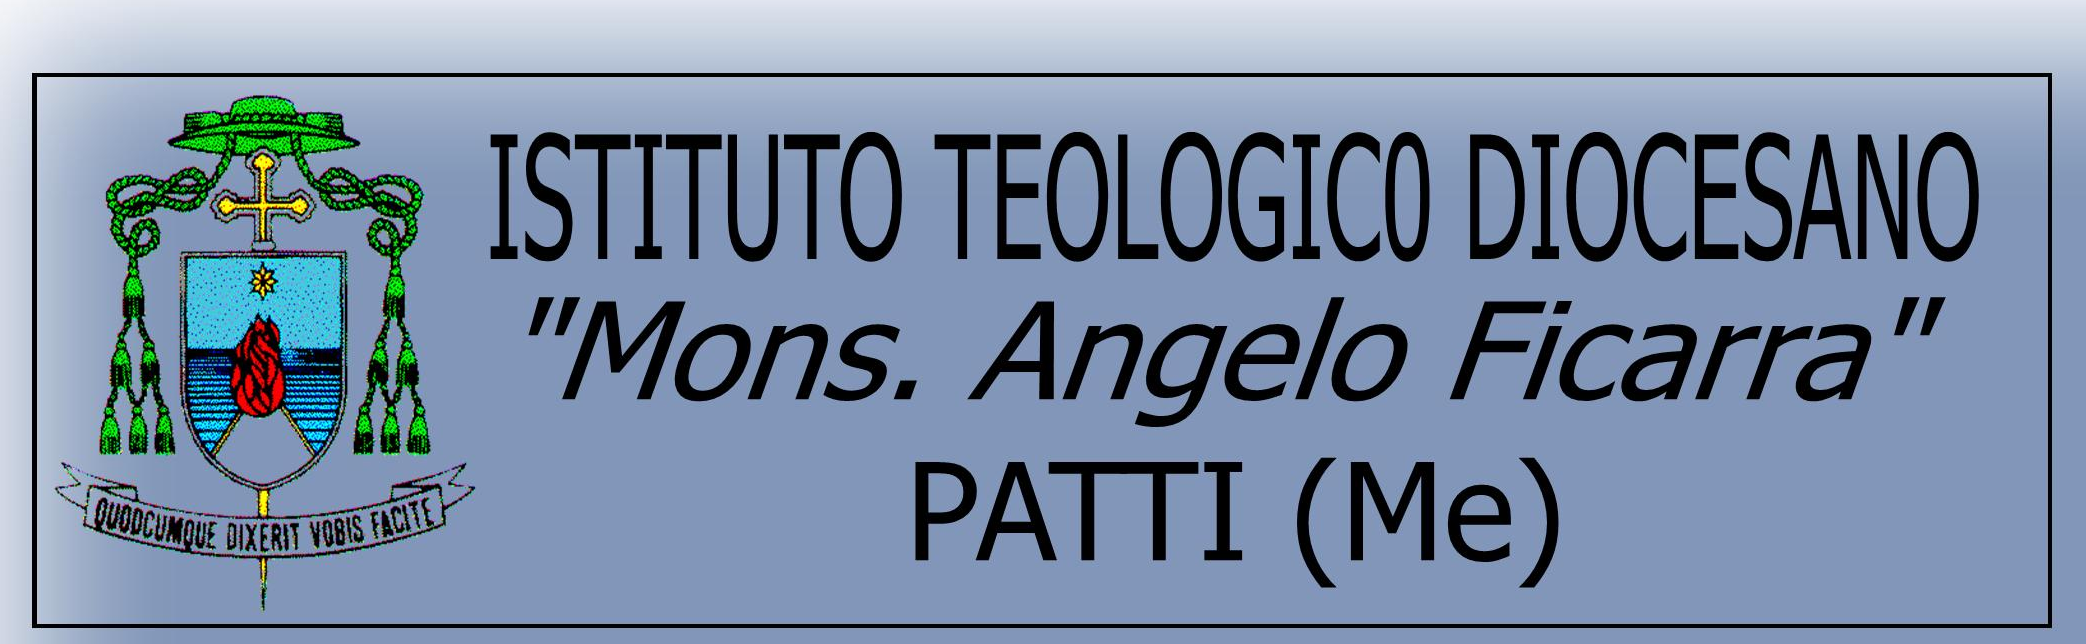 ISTITUTO TEOLOGIC0 DIOCESANO
"Mons. Angelo Ficarra"
PATTI (Me)
QUODCUMQUE DIXERIT VOBIS FACITE